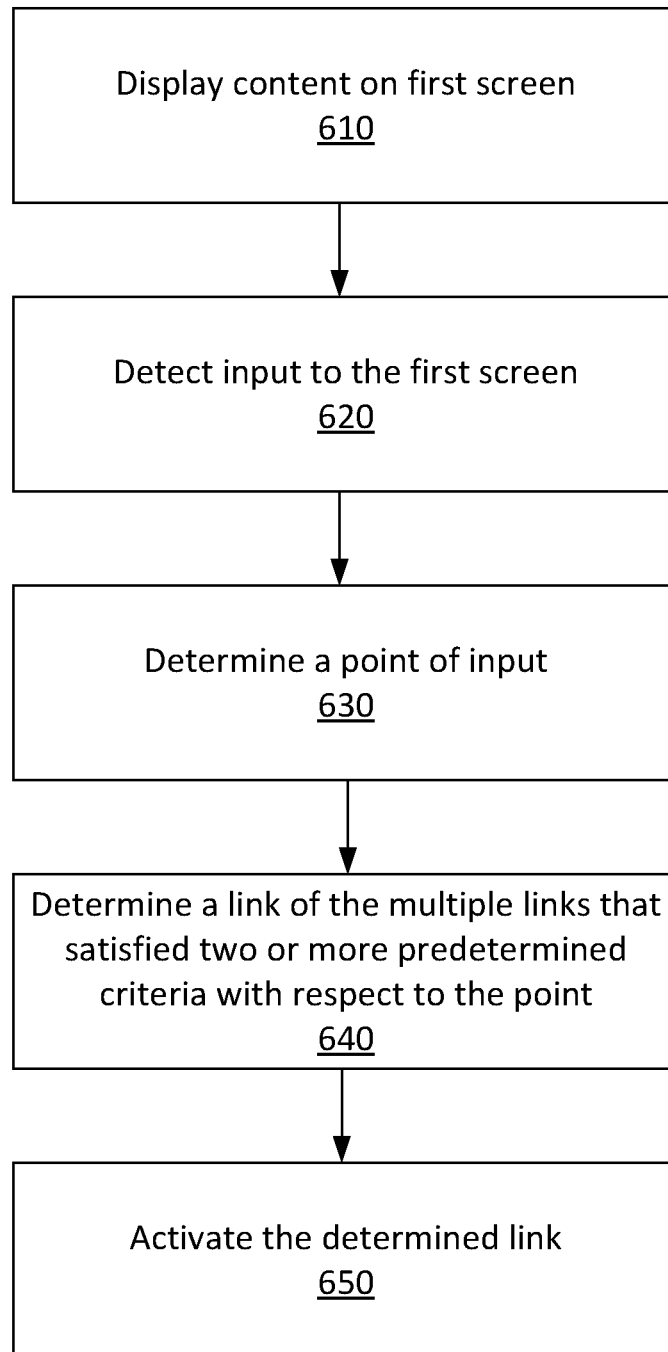 Display content on first screen
610
Detect input to the first screen
620
Determine a point of input
630
Determine a link of the multiple links that
satisfied two or more predetermined
criteria with respect to the point
640
Activate the determined link
650